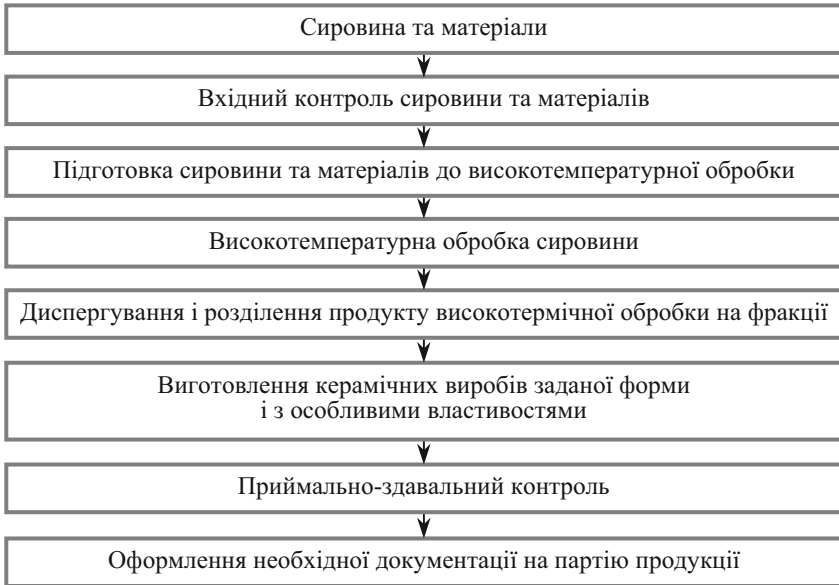 Сировина та матеріали
Вхідний контроль сировини та матеріалів
Підготовка сировини та матеріалів до високотемпературної обробки
Високотемпературна обробка сировини
Диспергування і розділення продукту високотермічної обробки на фракції
Виготовлення керамічних виробів заданої форми
і з особливими властивостями
Приймально-здавальний контроль
Оформлення необхідної документації на партію продукції